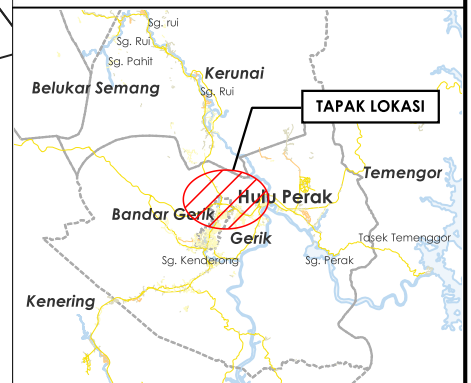 Sg. rui
Sg. Rui
Sg. Pahit
Kerunai
Belukar Semang
Sg. Rui
TAPAK LOKASI
Temengor
Hulu Perak
Bandar Gerik
Gerik
Tasek Temenggor
Sg. Kenderong
Sg. Perak
Kenering